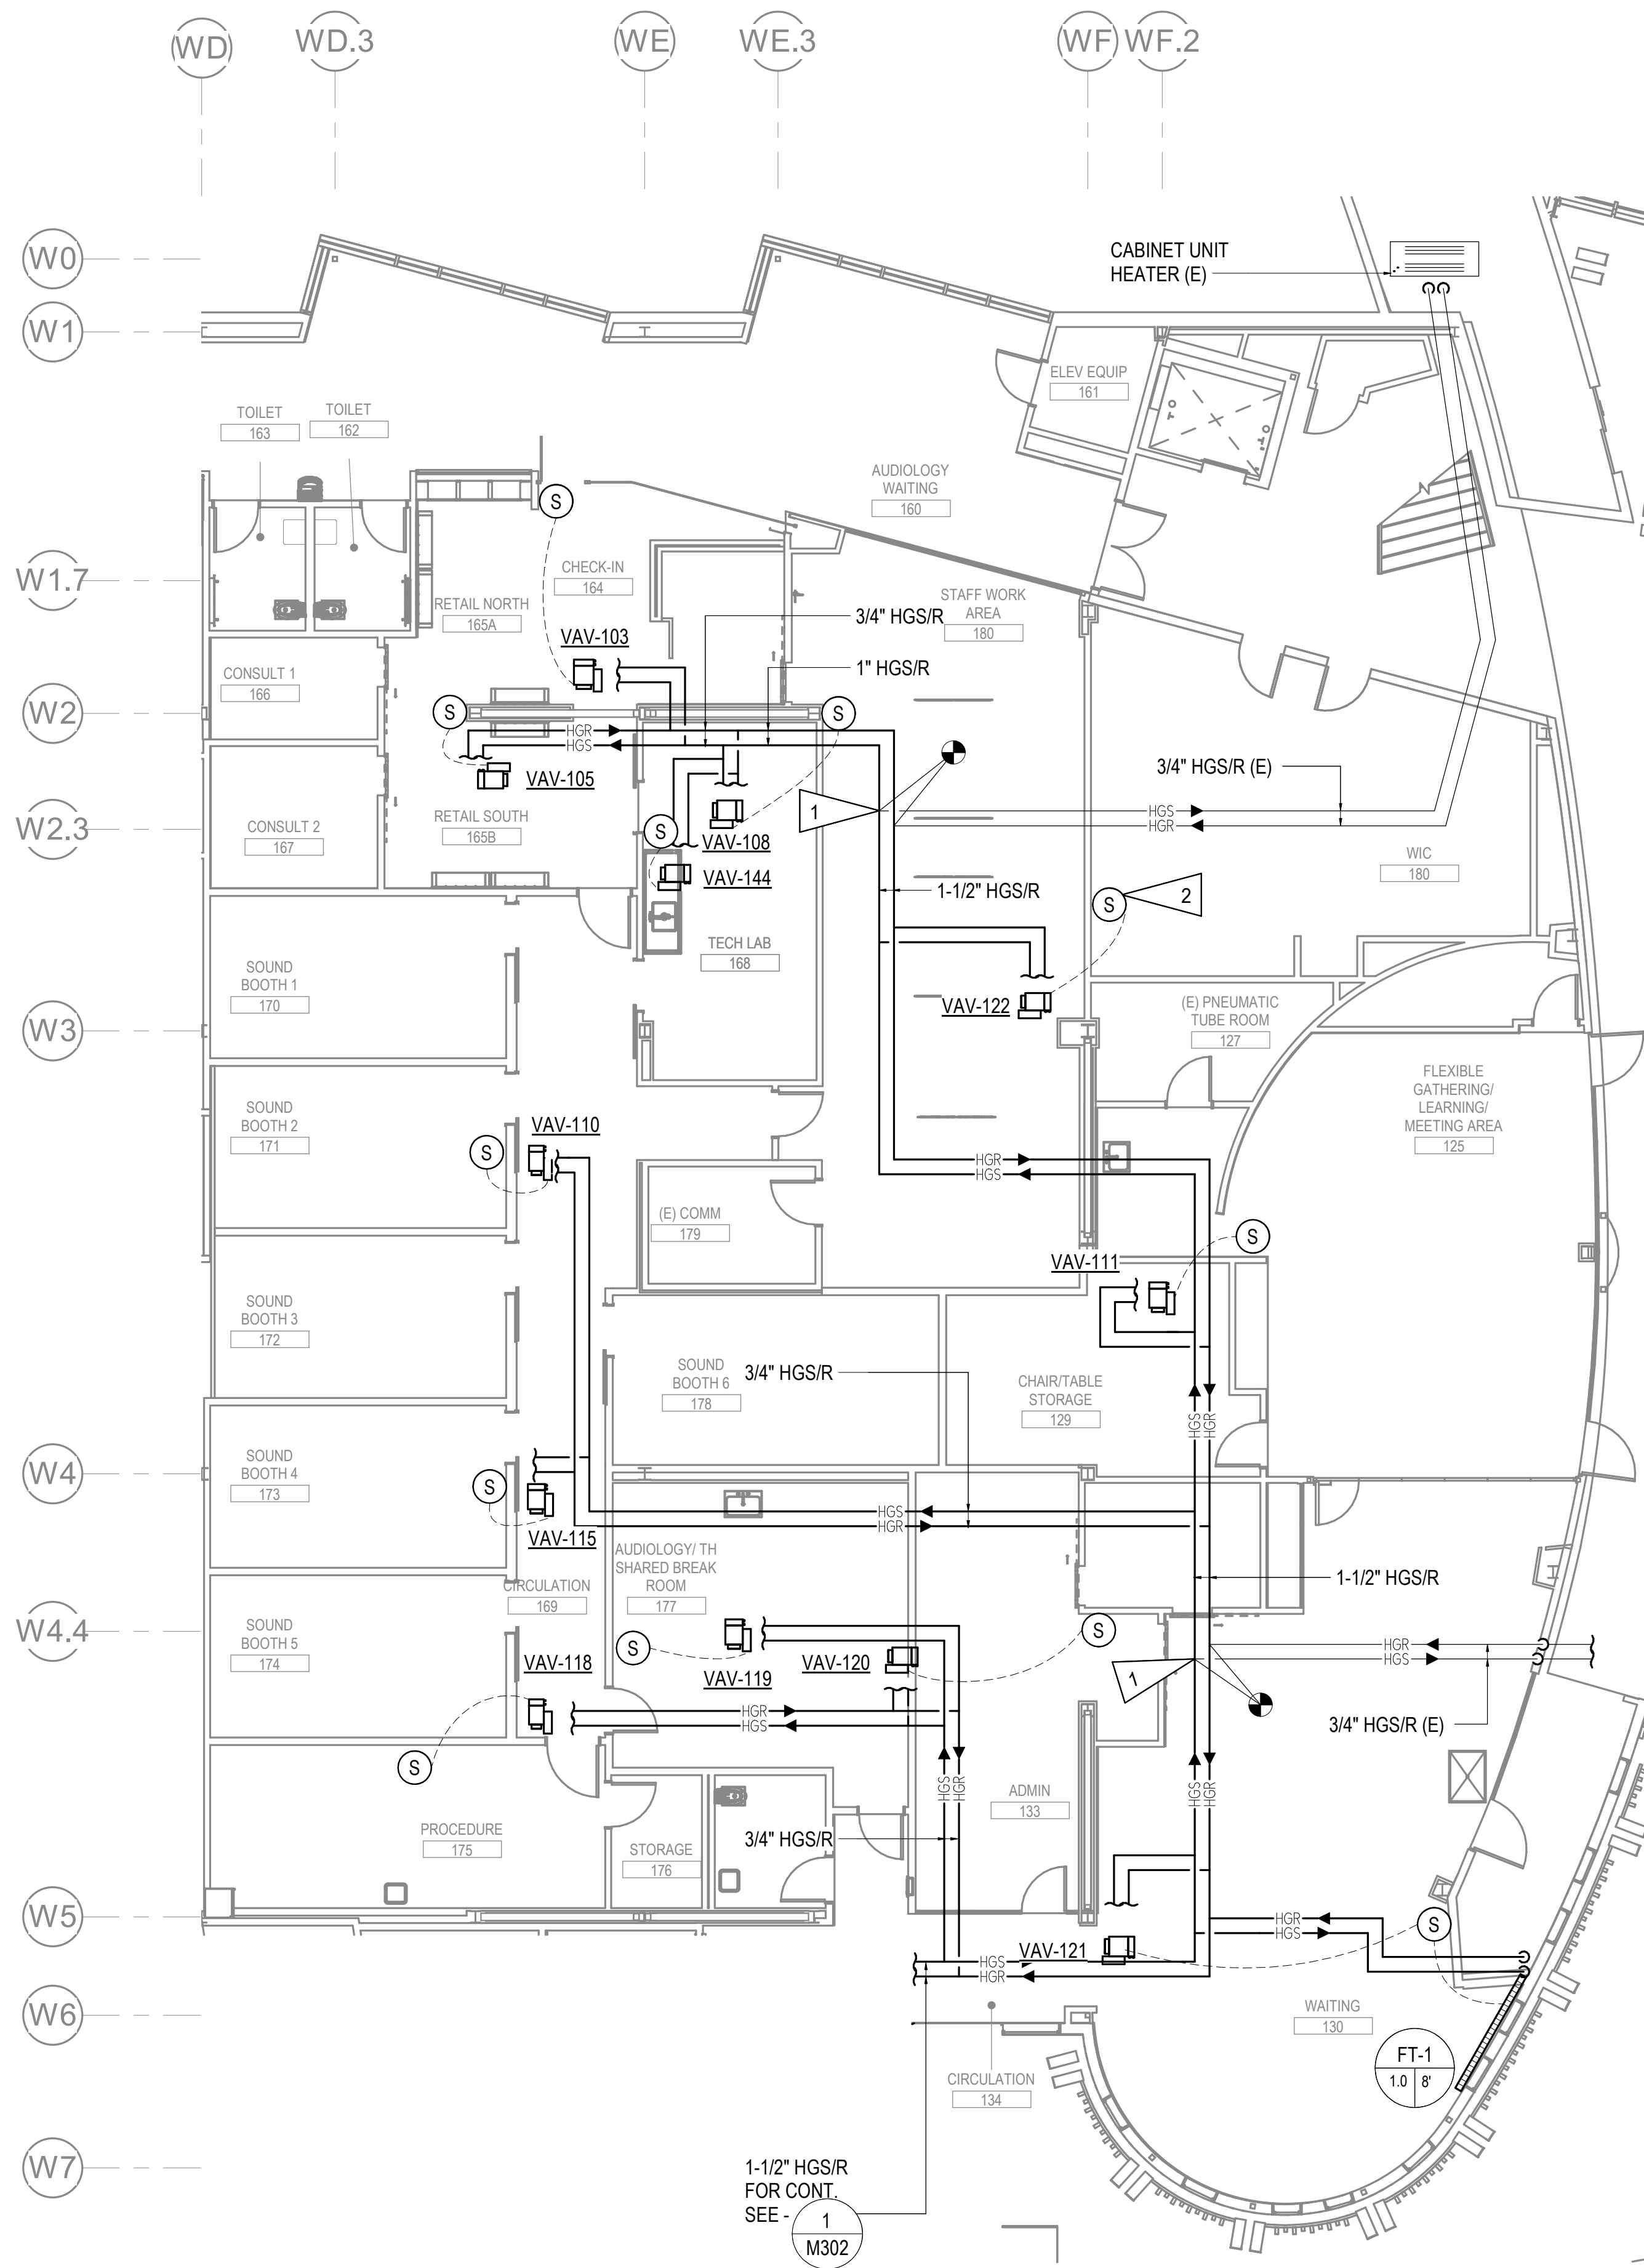 WD
WD.3
WE
WE.3
WF
WF.2
W0
CABINET UNIT
HEATER (E)
W1
ELEV EQUIP
161
TOILET
163
TOILET
162
AUDIOLOGY
WAITING
160
S
W1.7
CHECK-IN
164
RETAIL NORTH
165A
STAFF WORK
AREA
180
3/4" HGS/R
VAV-103
1" HGS/R
CONSULT 1
166
W2
S
S
HGR
HGS
VAV-105
3/4" HGS/R (E)
1
HGS
HGR
RETAIL SOUTH
165B
W2.3
CONSULT 2
167
S
VAV-108
VAV-144
WIC
180
1-1/2" HGS/R
S
2
TECH LAB
168
SOUND
BOOTH 1
170
VAV-122
(E) PNEUMATIC
TUBE ROOM
127
W3
FLEXIBLE
GATHERING/
LEARNING/
MEETING AREA
125
SOUND
BOOTH 2
171
VAV-110
S
HGR
HGS
(E) COMM
179
S
VAV-111
SOUND
BOOTH 3
172
SOUND
BOOTH 6
178
3/4" HGS/R
CHAIR/TABLE
STORAGE
129
HGS
HGR
W4
SOUND
BOOTH 4
173
S
HGS
HGR
VAV-115
AUDIOLOGY/ TH
SHARED BREAK
ROOM
177
CIRCULATION
169
1-1/2" HGS/R
W4.4
SOUND
BOOTH 5
174
S
S
HGR
HGS
VAV-118
VAV-119
VAV-120
1
HGR
HGS
3/4" HGS/R (E)
S
HGS
HGR
HGS
HGR
ADMIN
133
PROCEDURE
175
STORAGE
176
3/4" HGS/R
W5
HGR
HGS
S
VAV-121
HGS
HGR
W6
WAITING
130
FT-1
1.0
8'
CIRCULATION
134
W7
1-1/2" HGS/R
FOR CONT.
SEE -
1
M302